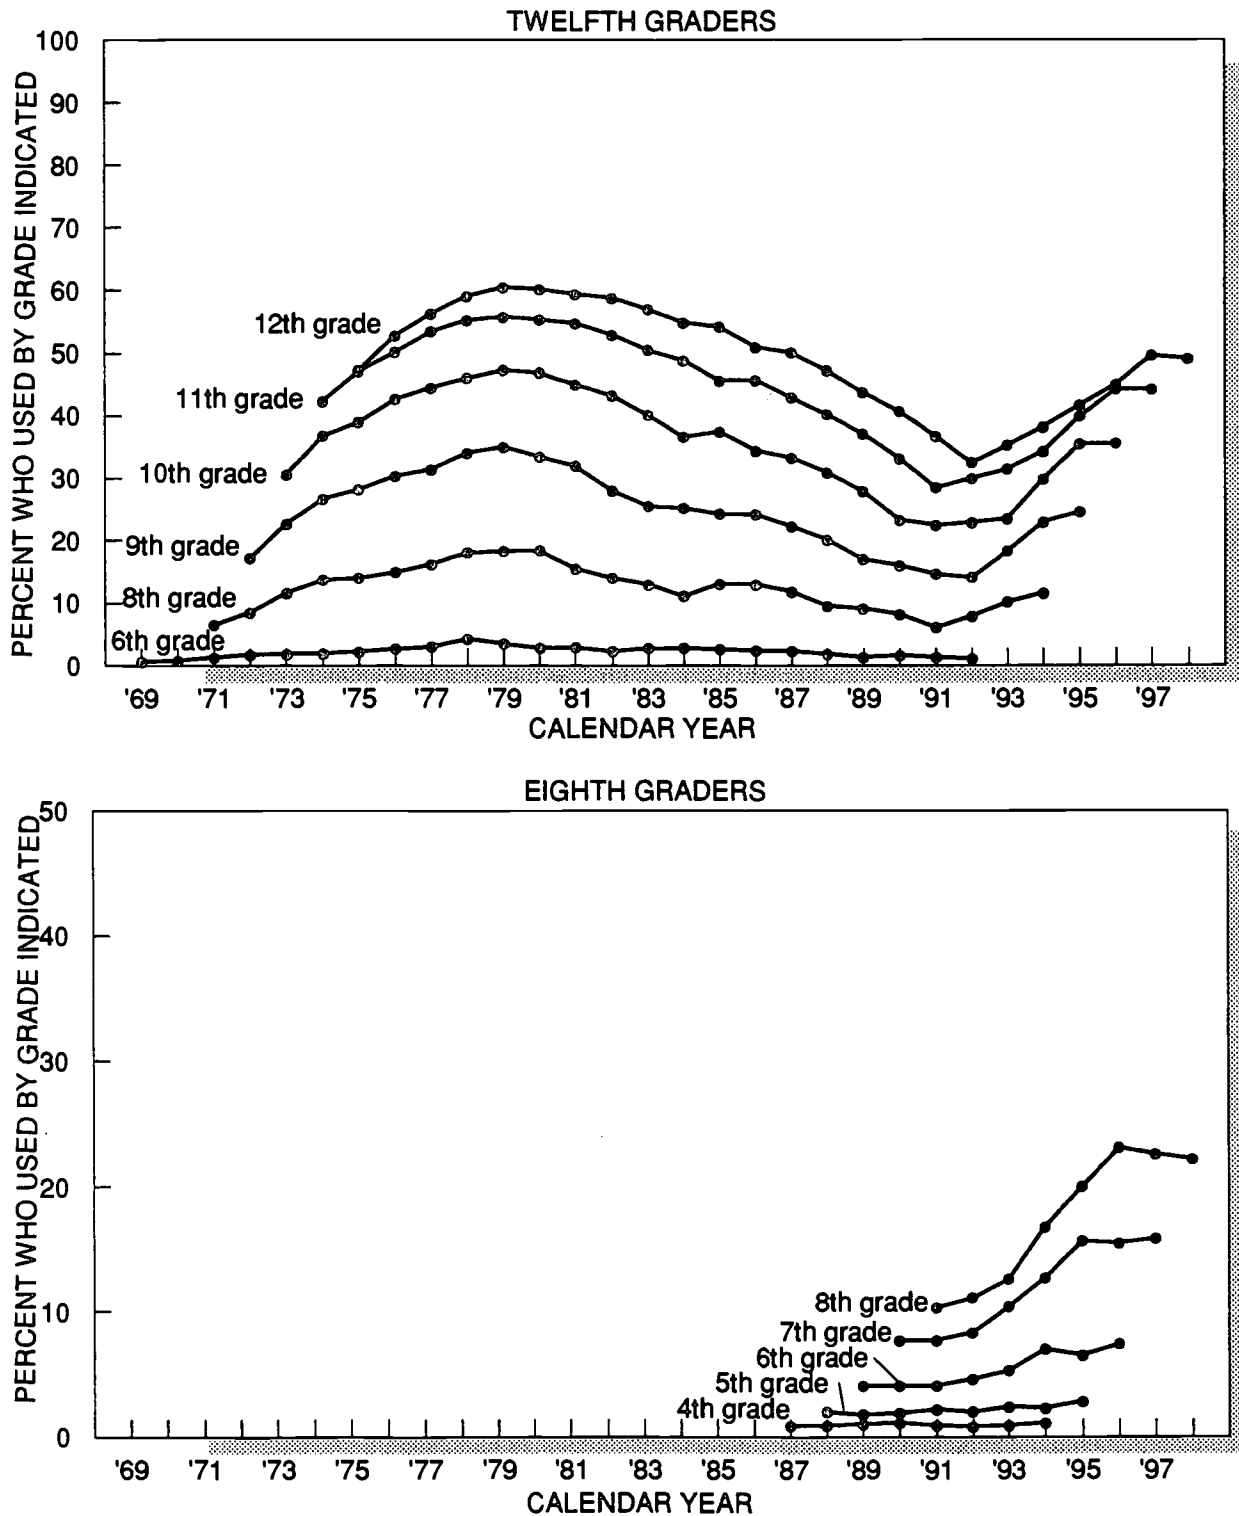 TWELFTH GRADERS
PERCENT WHO USED BY GRADE INDICATED
100
90
80
70
60
50
40
30
20
10
0
12th grade
11th grade
10th grade
9th grade
8th grade
6th grade
'69 '71 '73 '75 '77 '79 '81 '83 '85 '87 '89 '91 '93 '95 '97
CALENDAR YEAR
EIGHTH GRADERS
PERCENT WHO USED BY GRADE INDICATED
50
40
30
20
10
0
8th grade
7th grade
6th grade
5th grade
4th grade
'69 '71 '73 '75 '77 '79 '81 '83 '85 '87 '89 '91 '93 '95 '97
CALENDAR YEAR